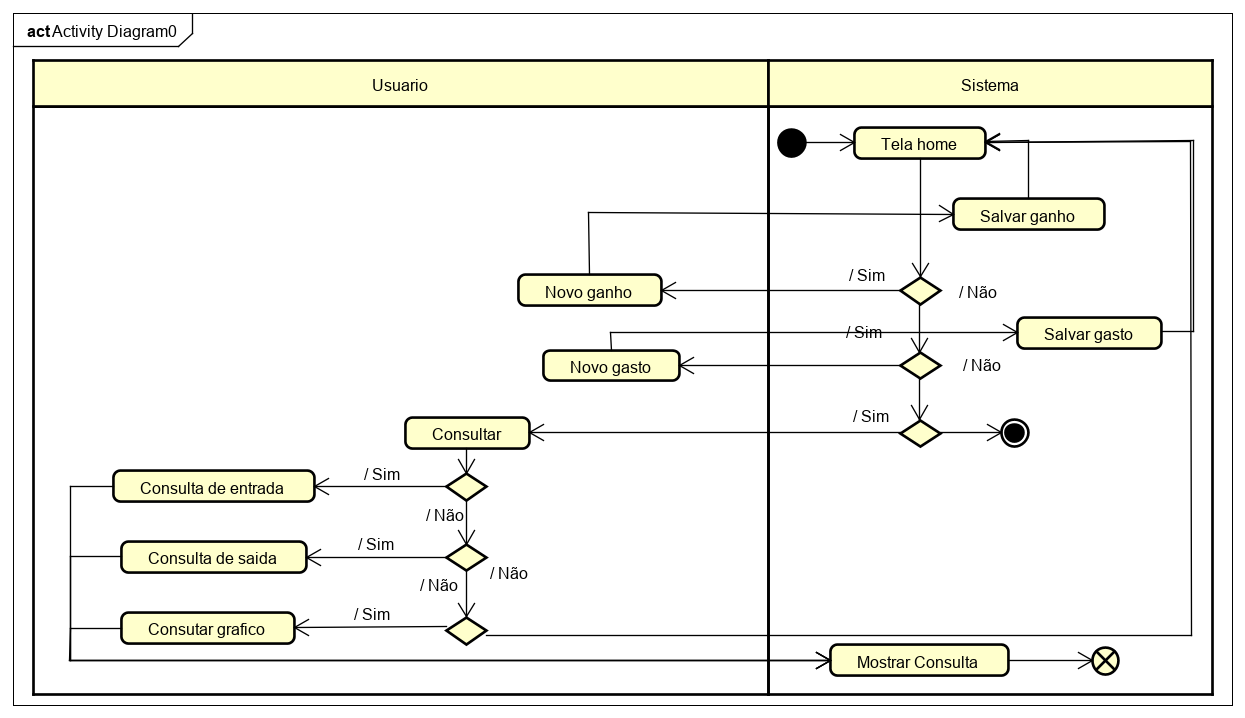 act Activity Diagram0
Usuario
Sistema
Tela home
Salvar ganho
/ Sim
Novo ganho
/ Não
/ Sim
Salvar gasto
Novo gasto
/ Não
/ Sim
Consultar
/ Sim
Consulta de entrada
/ Não
/ Sim
Consulta de saida
/ Não
/ Não
/ Sim
Consutar grafico
Mostrar Consulta